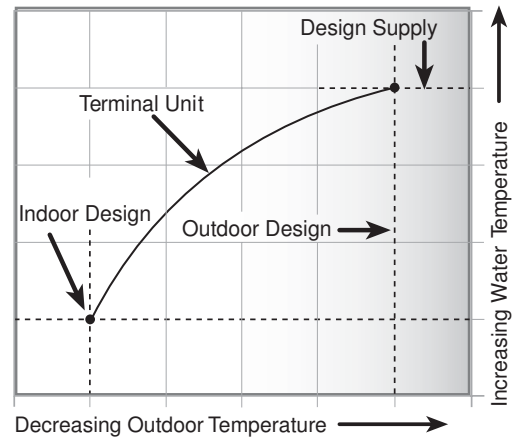 Design Supply
Terminal Unit
Indoor Design
Outdoor Design
Increasing Water Temperature
Decreasing Outdoor Temperature